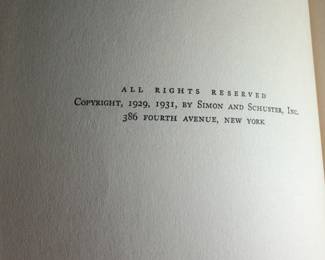 ALL RIGHTS RESERVED
COPYRIGHT, 1929, 1931, BY SIMON AND SCHUSTER, INC.
386 FOURTH AVENUE, NEW YORK